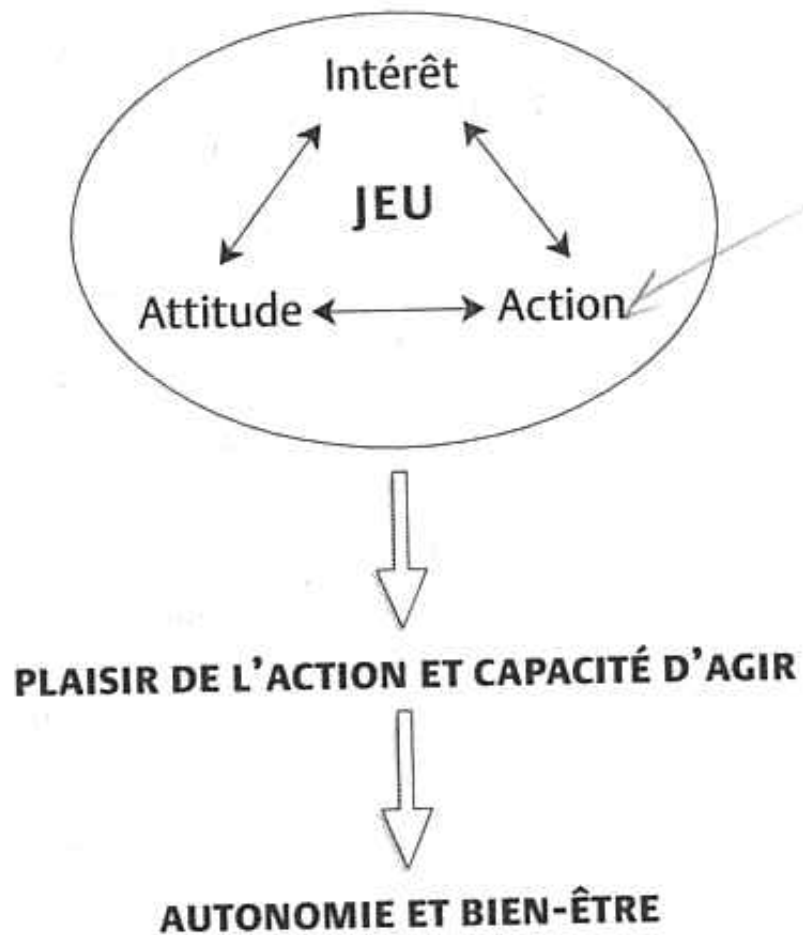 Intérêt
JEU
Attitude
Action
PLAISIR DE L'ACTION ET CAPACITÉ D'AGIR
AUTONOMIE ET BIEN-ÊTRE